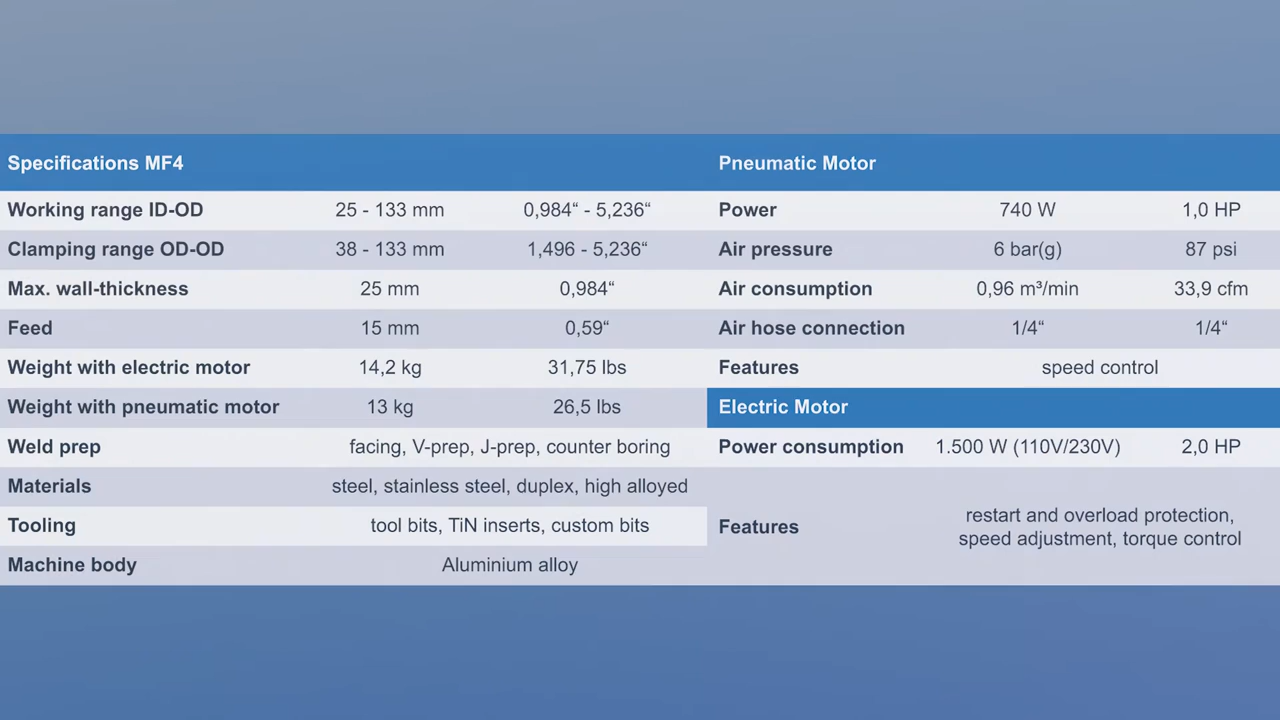 Specifications MF4
Working range ID-OD 25 - 133 mm 0,984“ - 5,236“
Clamping range OD-OD 38 - 133 mm 1,496 - 5,236“
Max. wall-thickness 25 mm 0,984“
Feed 15 mm 0,59“
Weight with electric motor 14,2 kg 31,75 lbs
Weight with pneumatic motor 13 kg 26,5 lbs
Weld prep facing, V-prep, J-prep, counter boring
Materials steel, stainless steel, duplex, high alloyed
Tooling tool bits, TiN inserts, custom bits
Machine body Aluminium alloy
Pneumatic Motor
Power 740 W 1,0 HP
Air pressure 6 bar(g) 87 psi
Air consumption 0,96 m³/min 33,9 cfm
Air hose connection 1/4“ 1/4“
Features speed control
Electric Motor
Power consumption 1.500 W (110V/230V) 2,0 HP
Features restart and overload protection,
speed adjustment, torque control